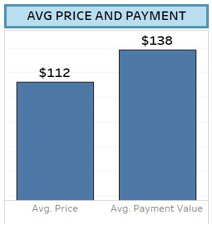 AVG PRICE AND PAYMENT
$138
$112
Avg. Price Avg. Payment Value